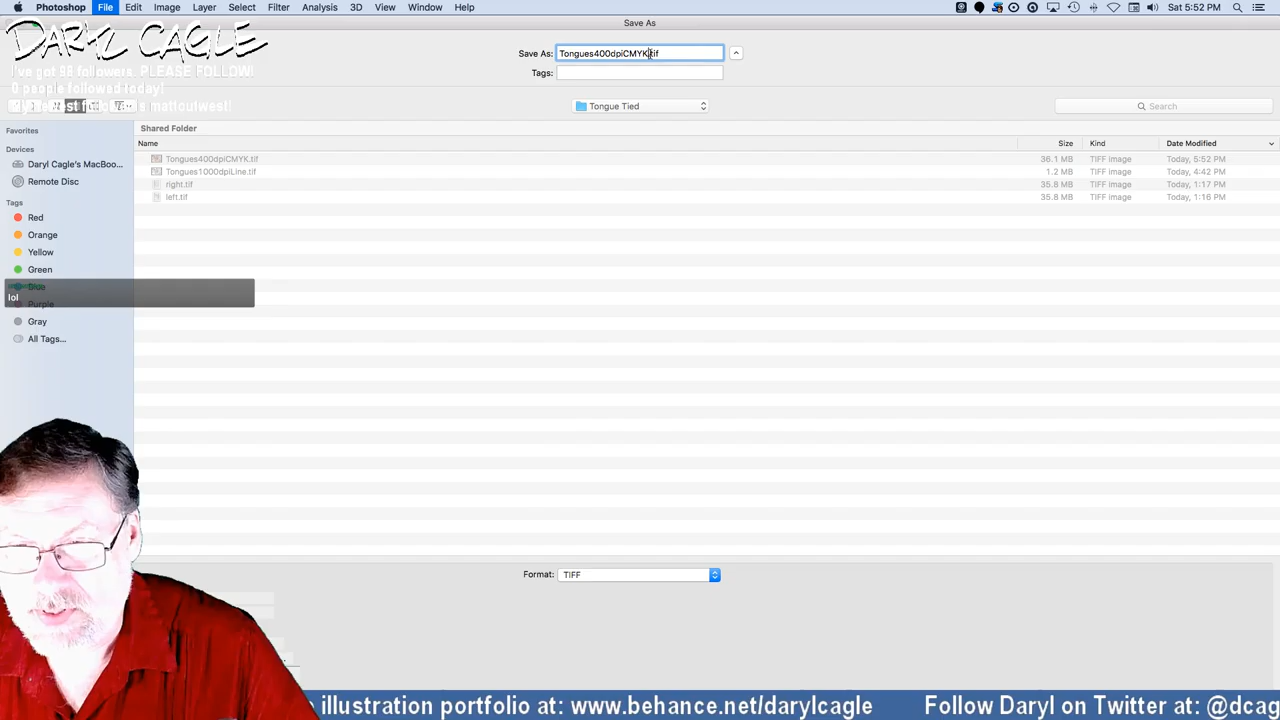 Photoshop File Edit Image Layer Select Filter Analysis 3D View Window Help
Sat 5:52 PM
Save As
DARYL CAGLE
I've got 98 followers. PLEASE FOLLOW!
0 people followed today!
Save As: Tongues400dpiCMYK.tif
Tags:
Tongue Tied
Search
Favorites
Devices
Daryl Cagle's MacBoo...
Remote Disc
Tags
Red
Orange
Yellow
Green
Blue
lol
Purple
Gray
All Tags...
Shared Folder
Name Size Kind Date Modified
Tongues400dpiCMYK.tif 36.1 MB TIFF image Today, 5:52 PM
Tongues1000dpiLine.tif 1.2 MB TIFF image Today, 4:42 PM
right.tif 35.8 MB TIFF image Today, 1:17 PM
left.tif 35.8 MB TIFF image Today, 1:16 PM
Format: TIFF
illustration portfolio at: www.behance.net/darylcagle Follow Daryl on Twitter at: @dcag